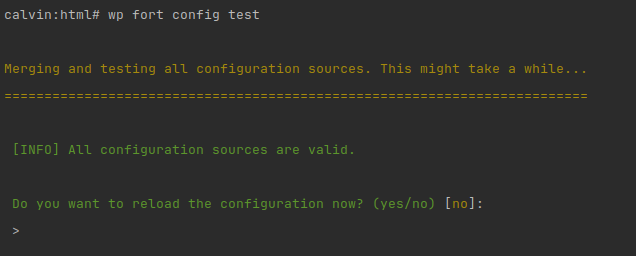 calvin:html# wp fort config test
Merging and testing all configuration sources. This might take a while...
=========================================================================
[INFO] All configuration sources are valid.
Do you want to reload the configuration now? (yes/no) [no]:
>